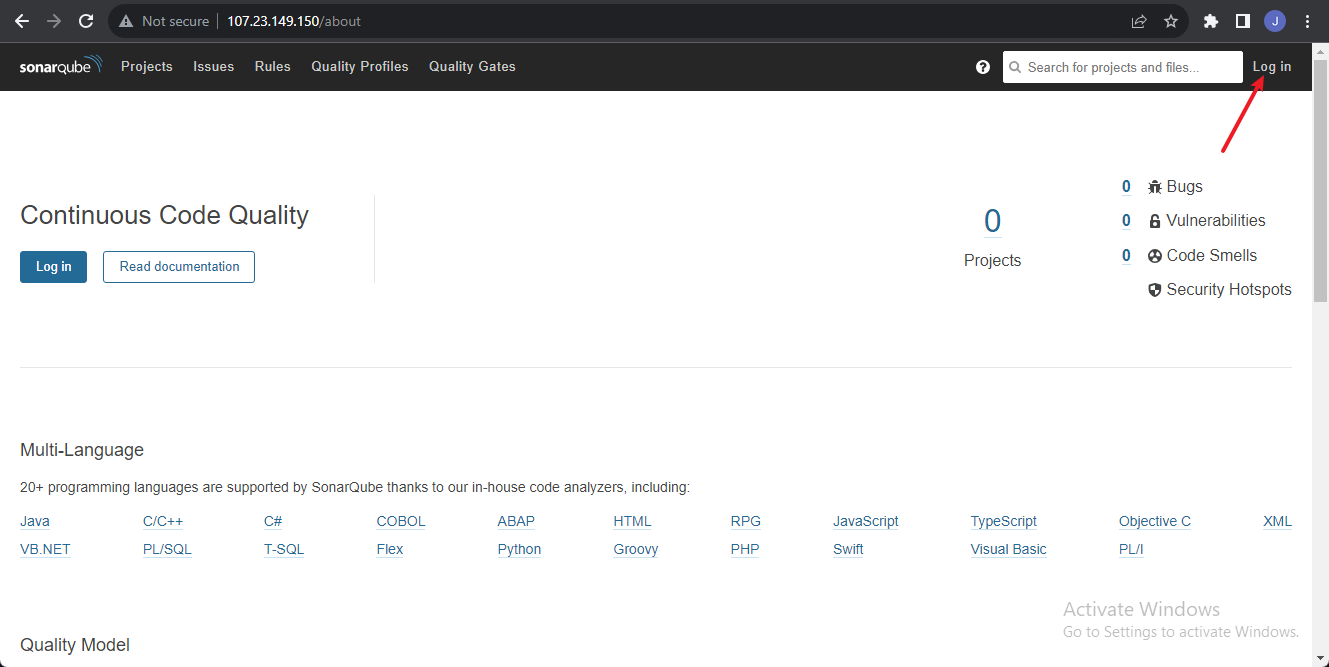 Not secure 107.23.149.150/about J
sonarqube Projects Issues Rules Quality Profiles Quality Gates ? Search for projects and files... Log in
Continuous Code Quality
Log in Read documentation
0
Projects
0 Bugs
0 Vulnerabilities
0 Code Smells
Security Hotspots
Multi-Language
20+ programming languages are supported by SonarQube thanks to our in-house code analyzers, including:
Java C/C++ C# COBOL ABAP HTML RPG JavaScript TypeScript Objective C XML
VB.NET PL/SQL T-SQL Flex Python Groovy PHP Swift Visual Basic PL/I
Activate Windows
Go to Settings to activate Windows.
Quality Model